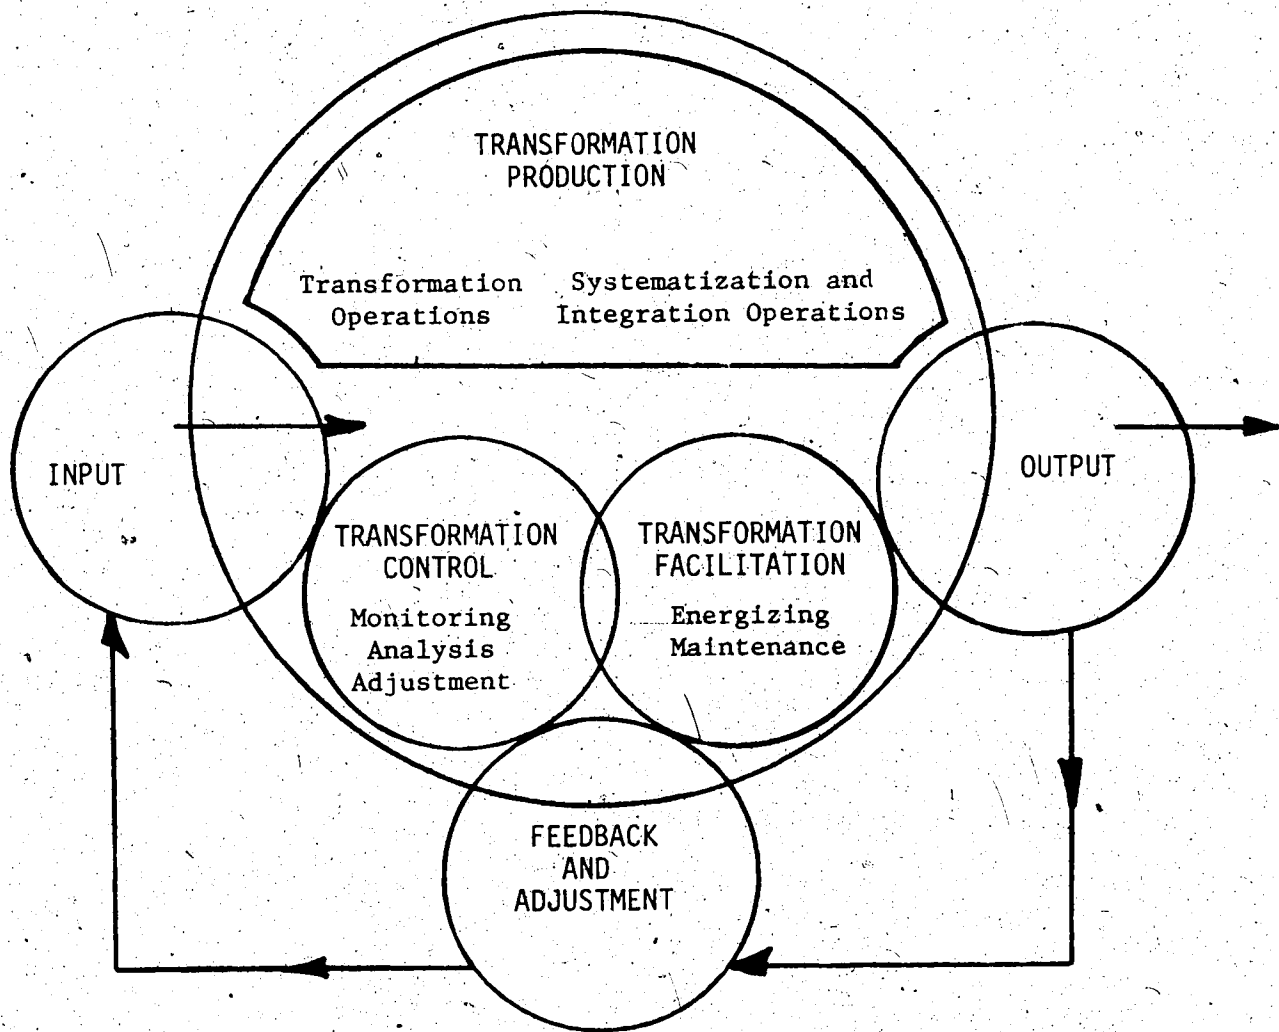 TRANSFORMATION
PRODUCTION
Transformation
Operations
Systematization and
Integration Operations
INPUT
OUTPUT
TRANSFORMATION
CONTROL
Monitoring
Analysis
Adjustment
TRANSFORMATION
FACILITATION
Energizing
Maintenance
FEEDBACK
AND
ADJUSTMENT